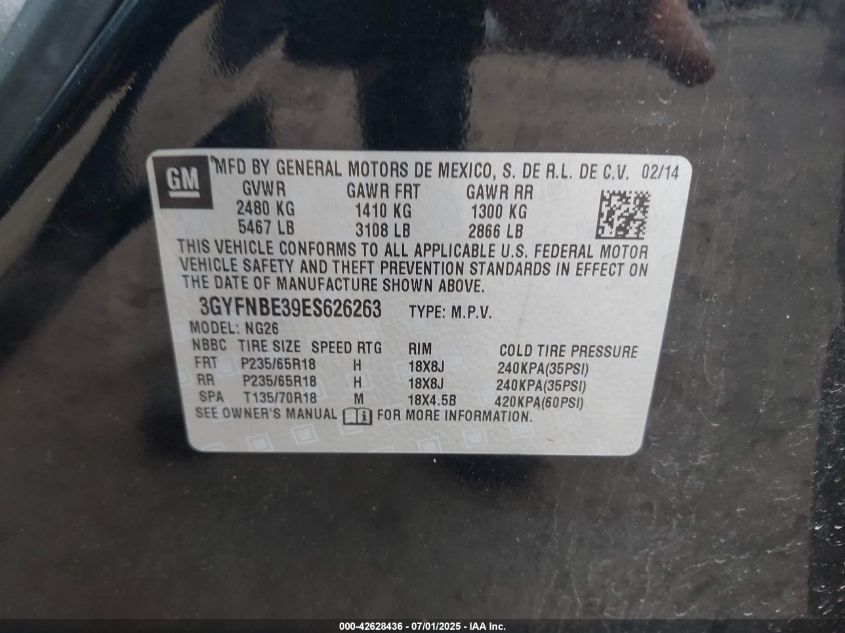 GM
MFD BY GENERAL MOTORS DE MEXICO, S. DE R.L. DE C.V. 02/14
GVWR GAWR FRT GAWR RR
2480 KG 1410 KG 1300 KG
5467 LB 3108 LB 2866 LB
THIS VEHICLE CONFORMS TO ALL APPLICABLE U.S. FEDERAL MOTOR
VEHICLE SAFETY AND THEFT PREVENTION STANDARDS IN EFFECT ON
THE DATE OF MANUFACTURE SHOWN ABOVE.
3GYFNBE39ES626263 TYPE: M.P.V.
MODEL: NG26
NBBC TIRE SIZE SPEED RTG RIM COLD TIRE PRESSURE
FRT P235/65R18 H 18X8J 240KPA(35PSI)
RR P235/65R18 H 18X8J 240KPA(35PSI)
SPA T135/70R18 M 18X4.5B 420KPA(60PSI)
SEE OWNER'S MANUAL FOR MORE INFORMATION.
000-42628436 - 07/01/2025 - IAA Inc.